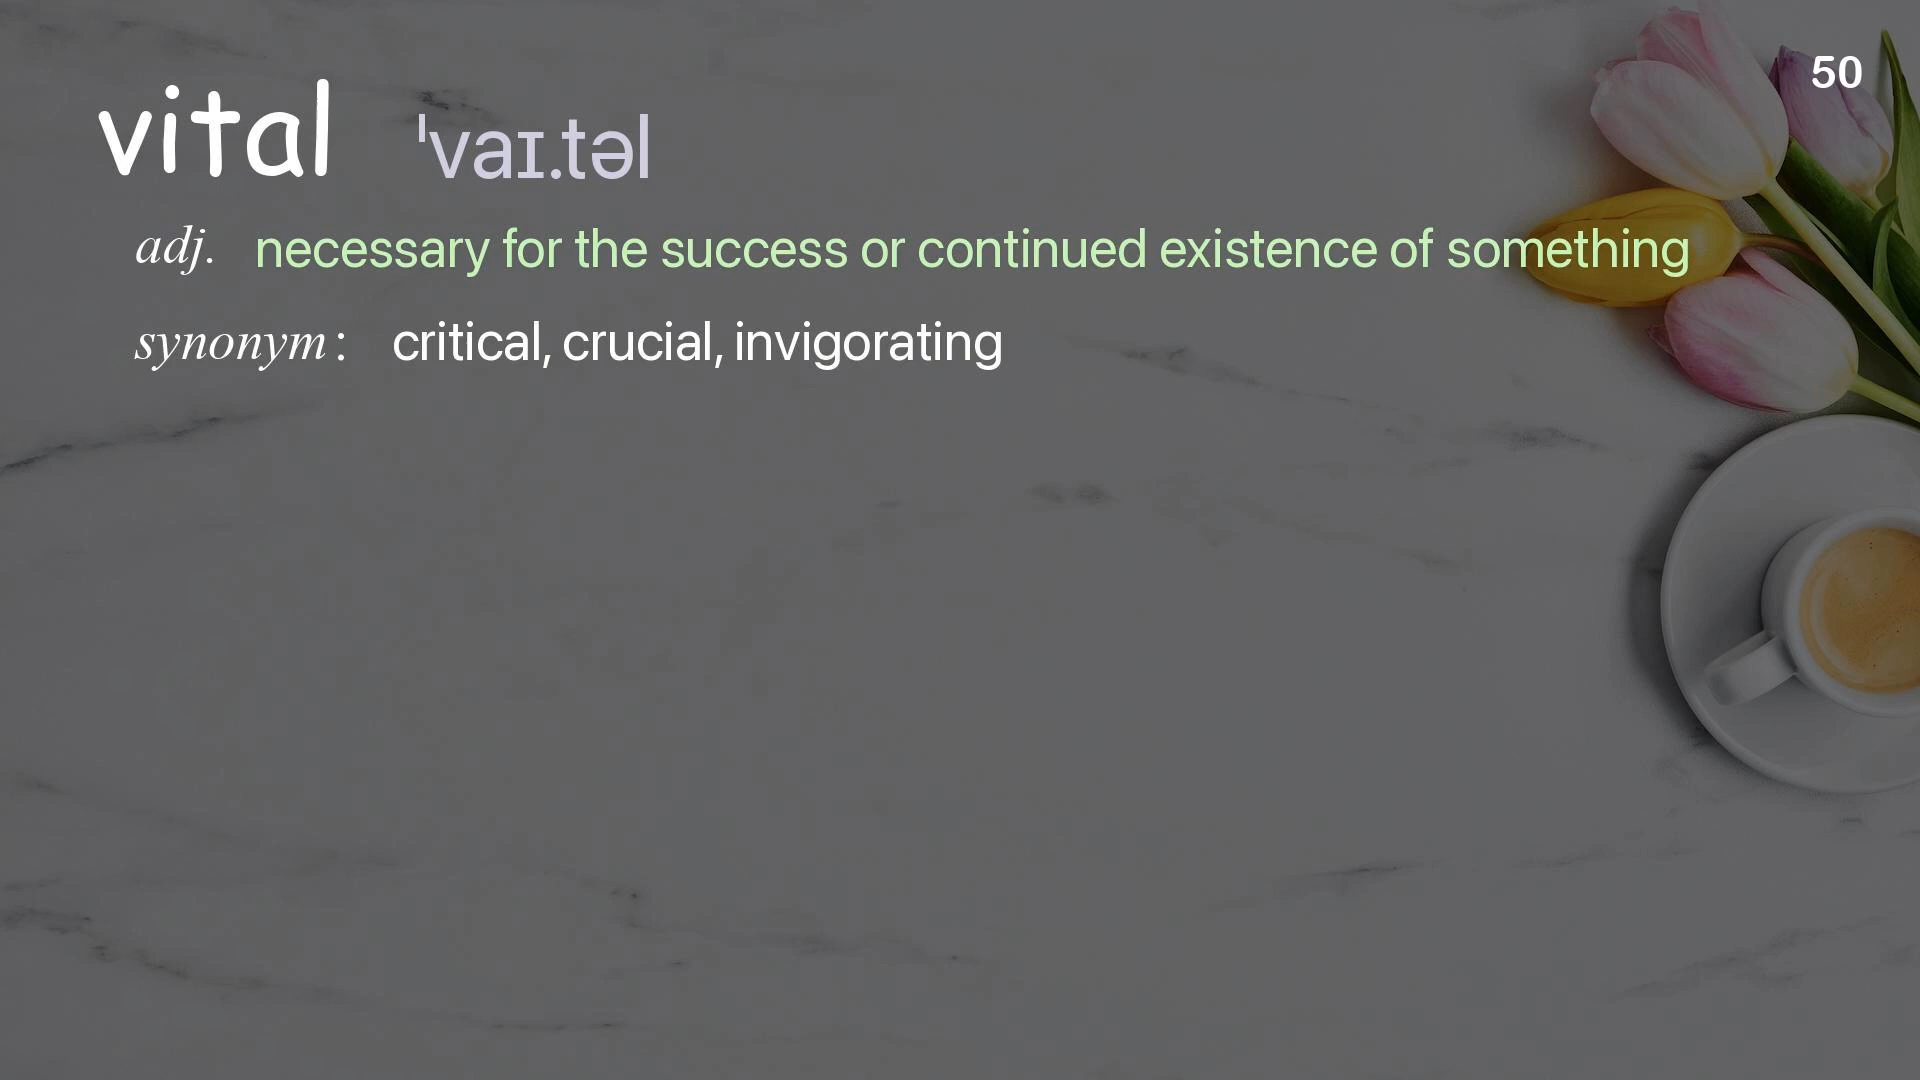 50
vital ˈvaɪ.təl
adj. necessary for the success or continued existence of something
synonym: critical, crucial, invigorating